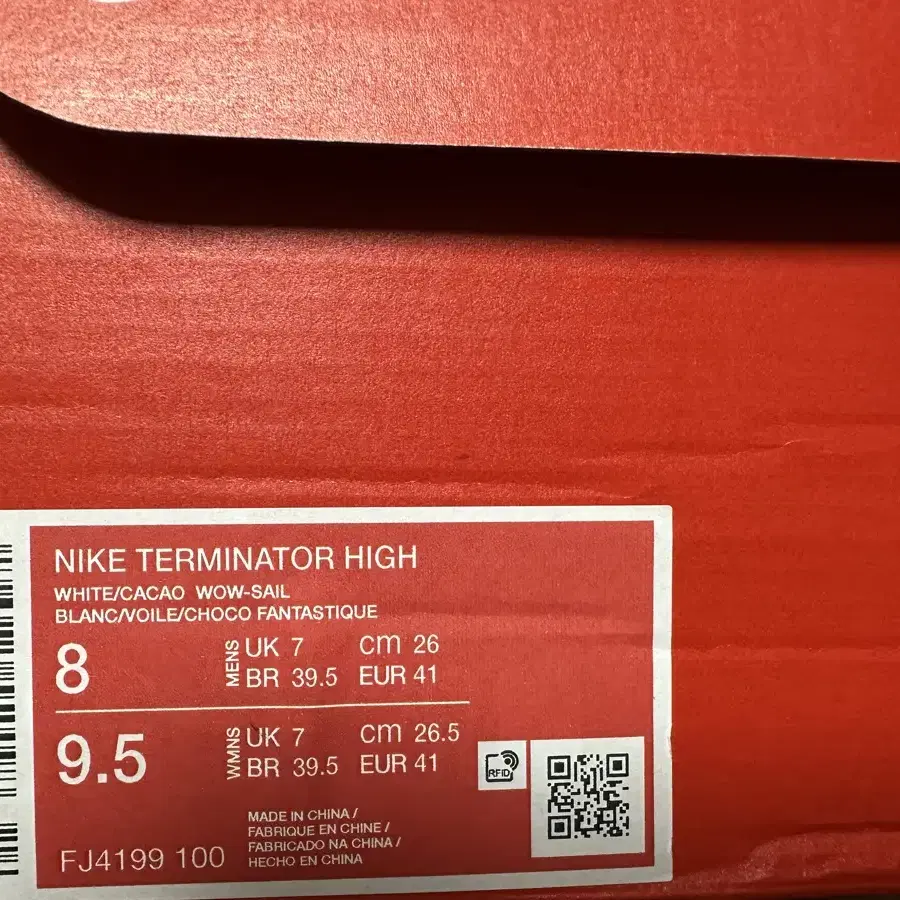 NIKE TERMINATOR HIGH
WHITE/CACAO WOW-SAIL
BLANC/VOILE/CHOCO FANTASTIQUE
8 MENS UK 7 cm 26
BR 39.5 EUR 41
9.5 WMNS UK 7 cm 26.5
BR 39.5 EUR 41
RFID
MADE IN CHINA /
FABRIQUE EN CHINE /
FABRICADO NA CHINA /
HECHO EN CHINA
FJ4199 100